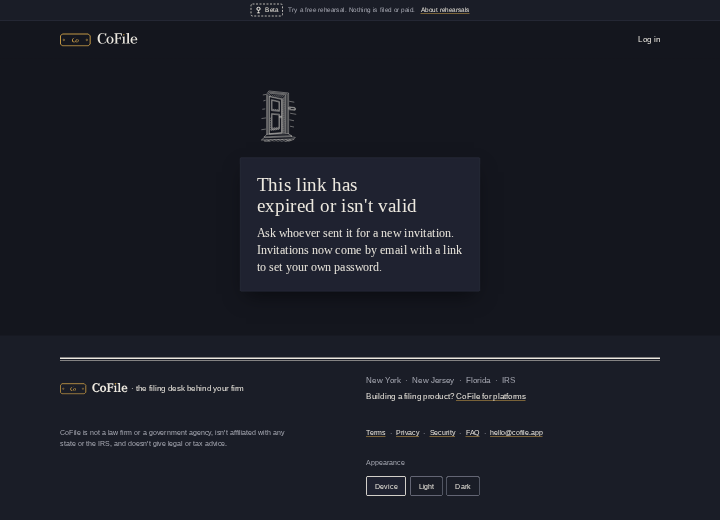 Beta Try a free rehearsal. Nothing is filed or paid. About rehearsals
Co CoFile
Log in
This link has
expired or isn't valid
Ask whoever sent it for a new invitation.
Invitations now come by email with a link
to set your own password.
Co CoFile · the filing desk behind your firm
CoFile is not a law firm or a government agency, isn't affiliated with any
state or the IRS, and doesn't give legal or tax advice.
New York · New Jersey · Florida · IRS
Building a filing product? CoFile for platforms
Terms · Privacy · Security · FAQ · hello@cofile.app
Appearance
Device Light Dark